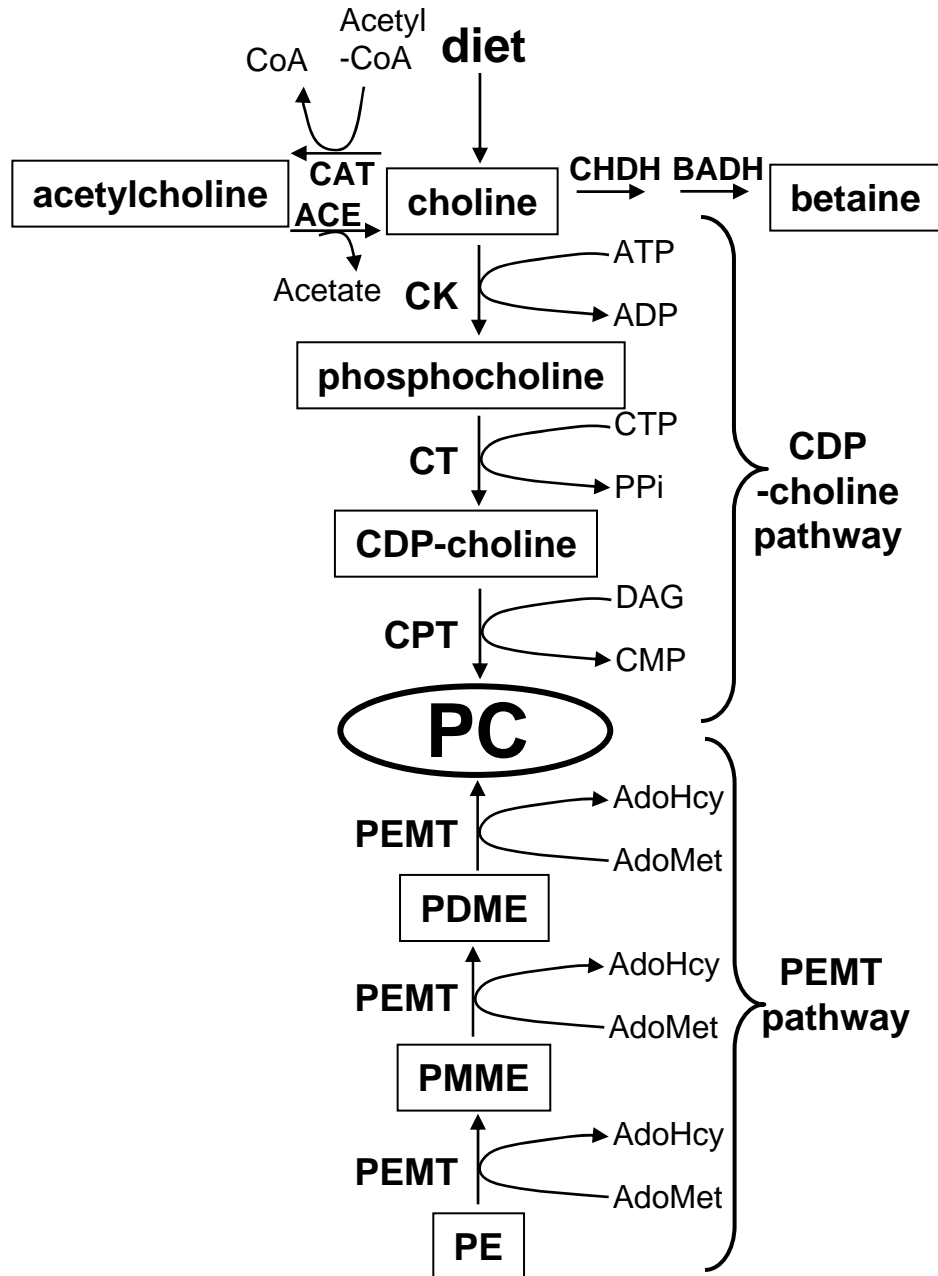 Acetyl
-CoA
CoA
diet
CAT
CHDH
BADH
acetylcholine
choline
betaine
ACE
Acetate
CK
ATP
ADP
phosphocholine
CT
CTP
PPi
CDP
-choline
pathway
CDP-choline
CPT
DAG
CMP
PC
PEMT
AdoHcy
AdoMet
PDME
PEMT
AdoHcy
AdoMet
PEMT
pathway
PMME
PEMT
AdoHcy
AdoMet
PE